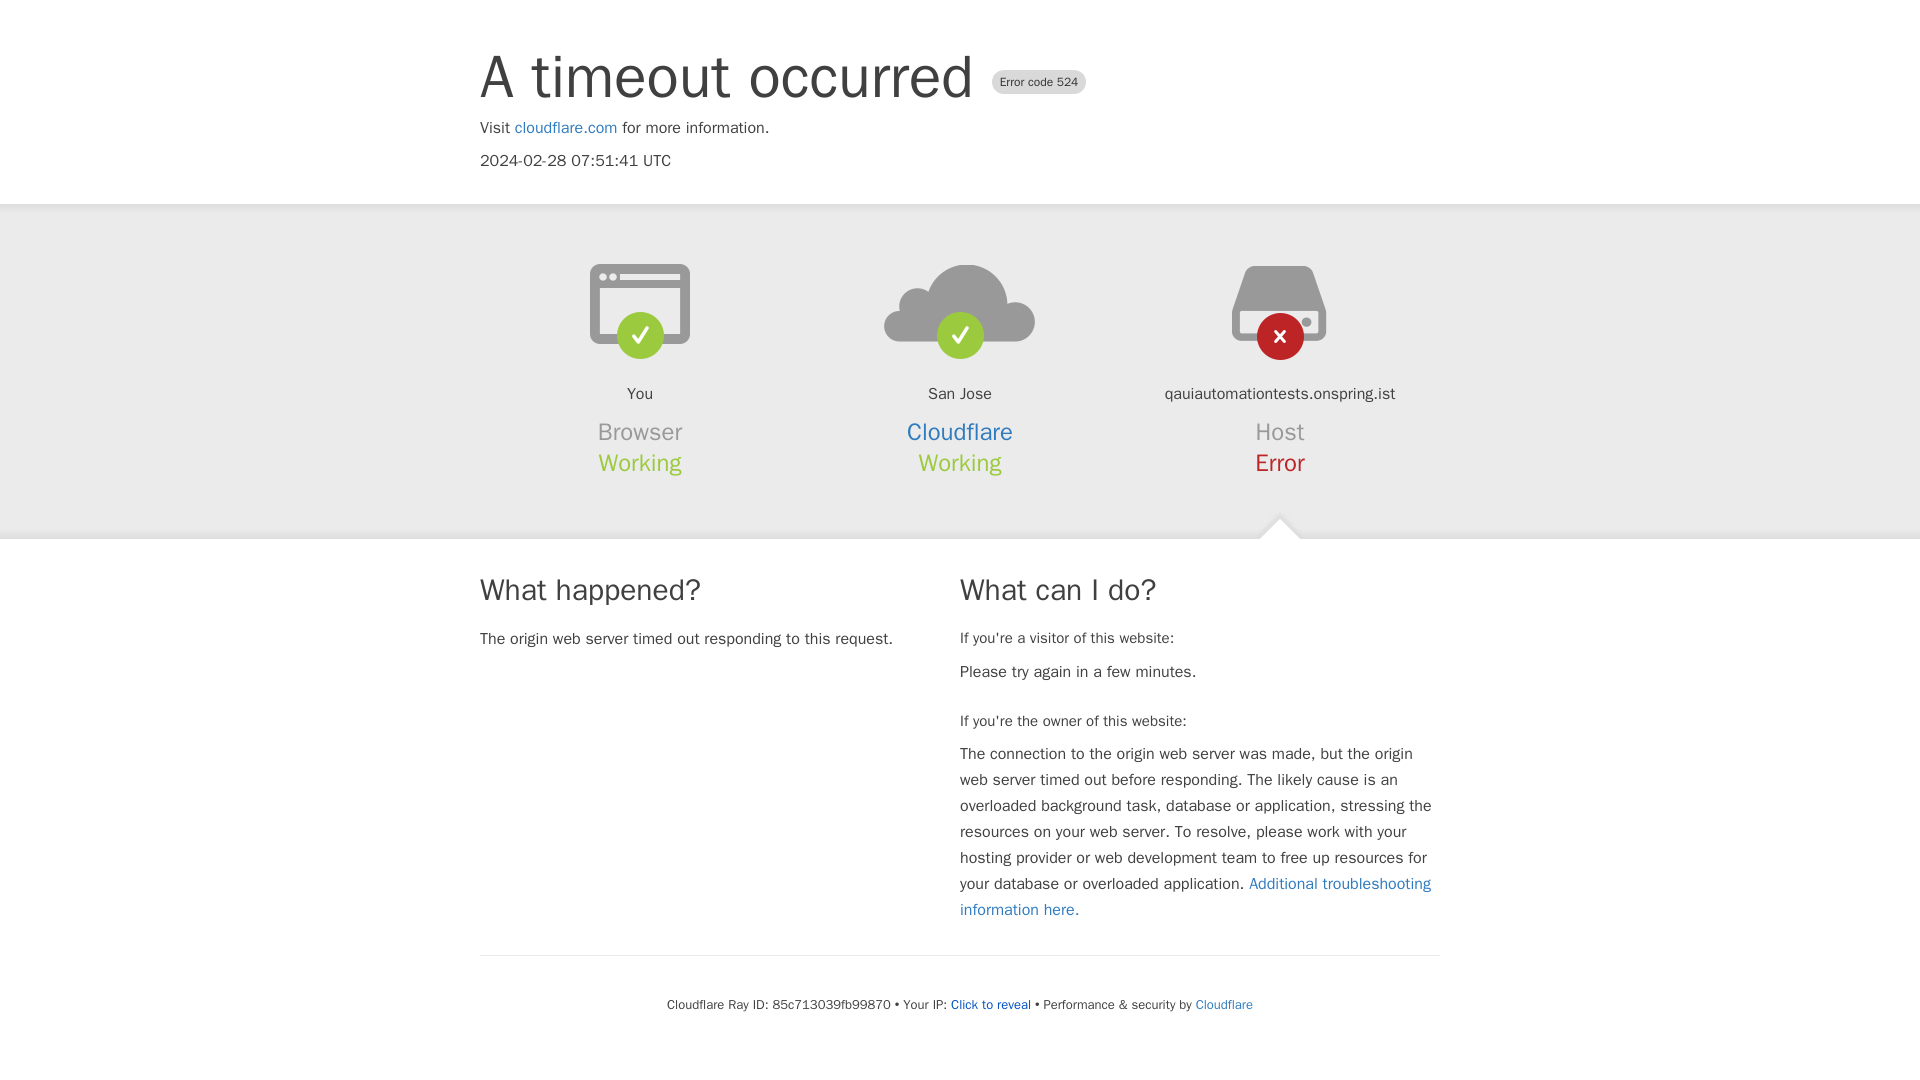 A timeout occurred Error code 524
Visit cloudflare.com for more information.
2024-02-28 07:51:41 UTC
You
Browser
Working
San Jose
Cloudflare
Working
qauiautomationtests.onspring.ist
Host
Error
What happened?
The origin web server timed out responding to this request.
What can I do?
If you're a visitor of this website:
Please try again in a few minutes.
If you're the owner of this website:
The connection to the origin web server was made, but the origin
web server timed out before responding. The likely cause is an
overloaded background task, database or application, stressing the
resources on your web server. To resolve, please work with your
hosting provider or web development team to free up resources for
your database or overloaded application. Additional troubleshooting
information here.
Cloudflare Ray ID: 85c713039fb99870 • Your IP: Click to reveal • Performance & security by Cloudflare